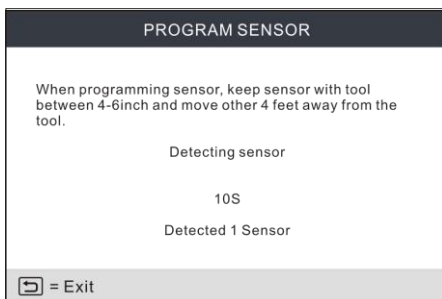 PROGRAM SENSOR
When programming sensor, keep sensor with tool
between 4-6inch and move other 4 feet away from the
tool.
Detecting sensor
10S
Detected 1 Sensor
= Exit